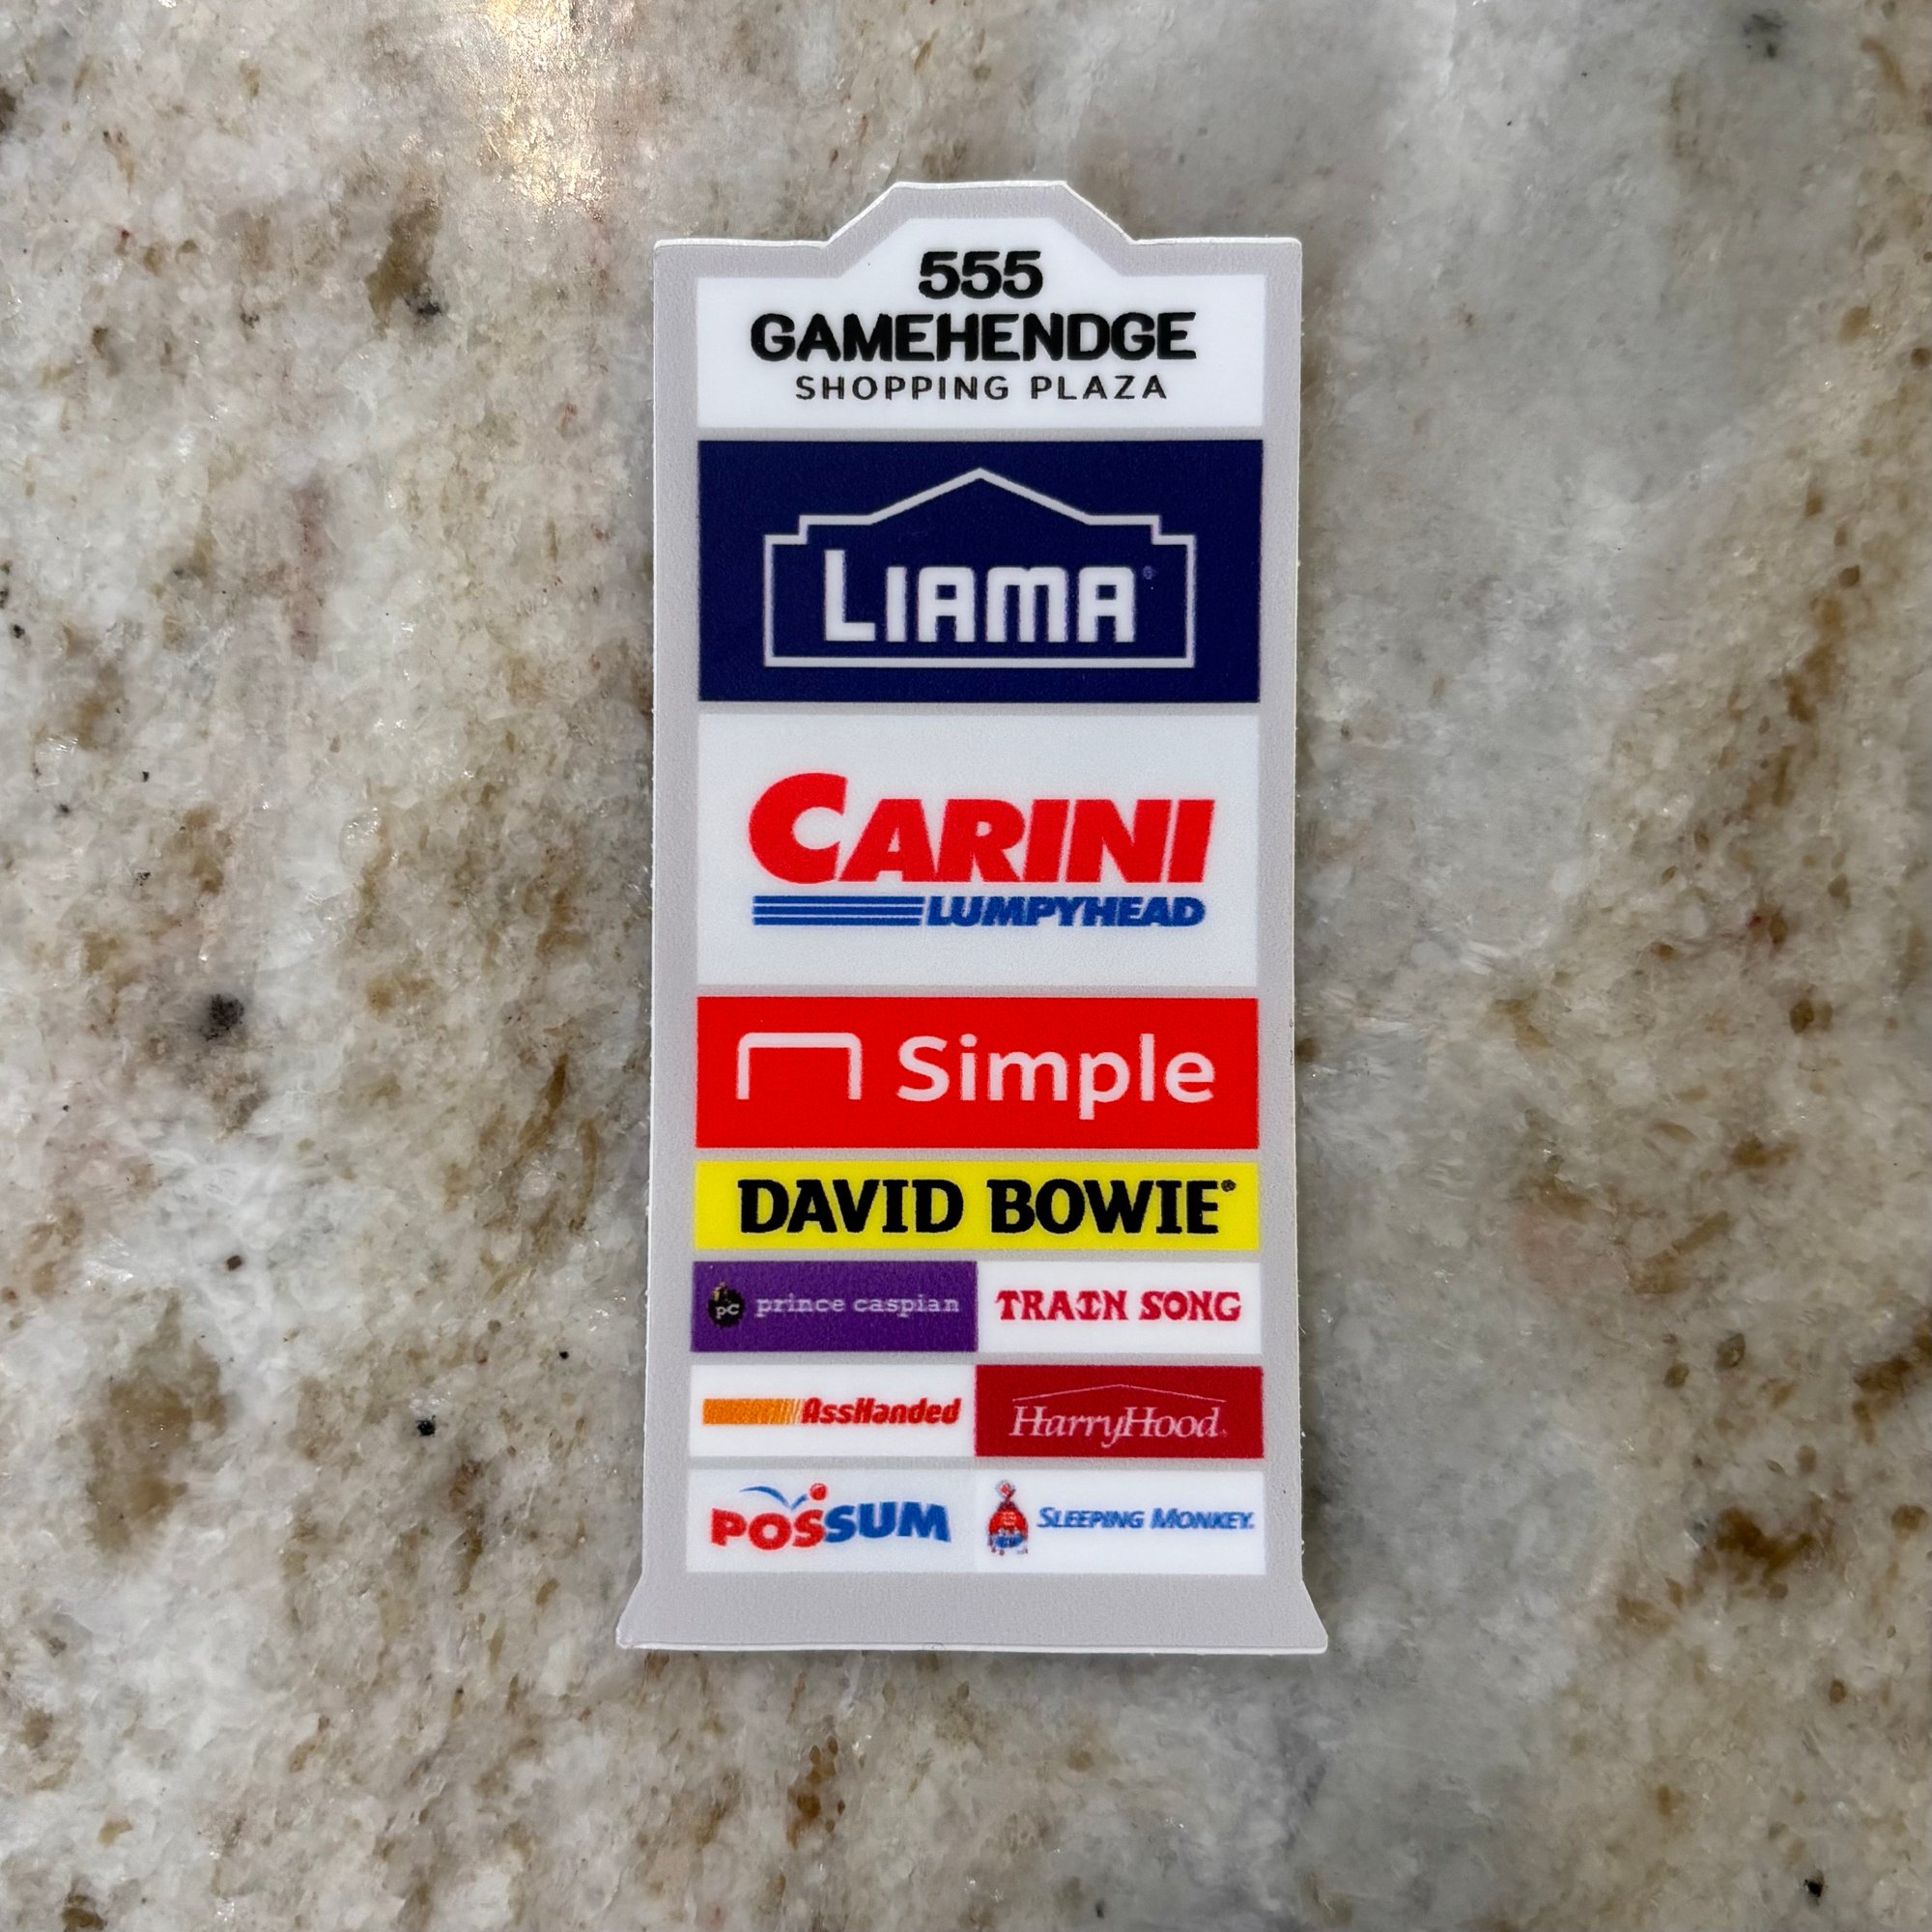 555
GAMEHENDGE
SHOPPING PLAZA
LIAMA
CARINI
LUMPYHEAD
Simple
DAVID BOWIE
pc prince caspian
TRAIN SONG
AssHanded
HarryHood
POSSUM
SLEEPING MONKEY